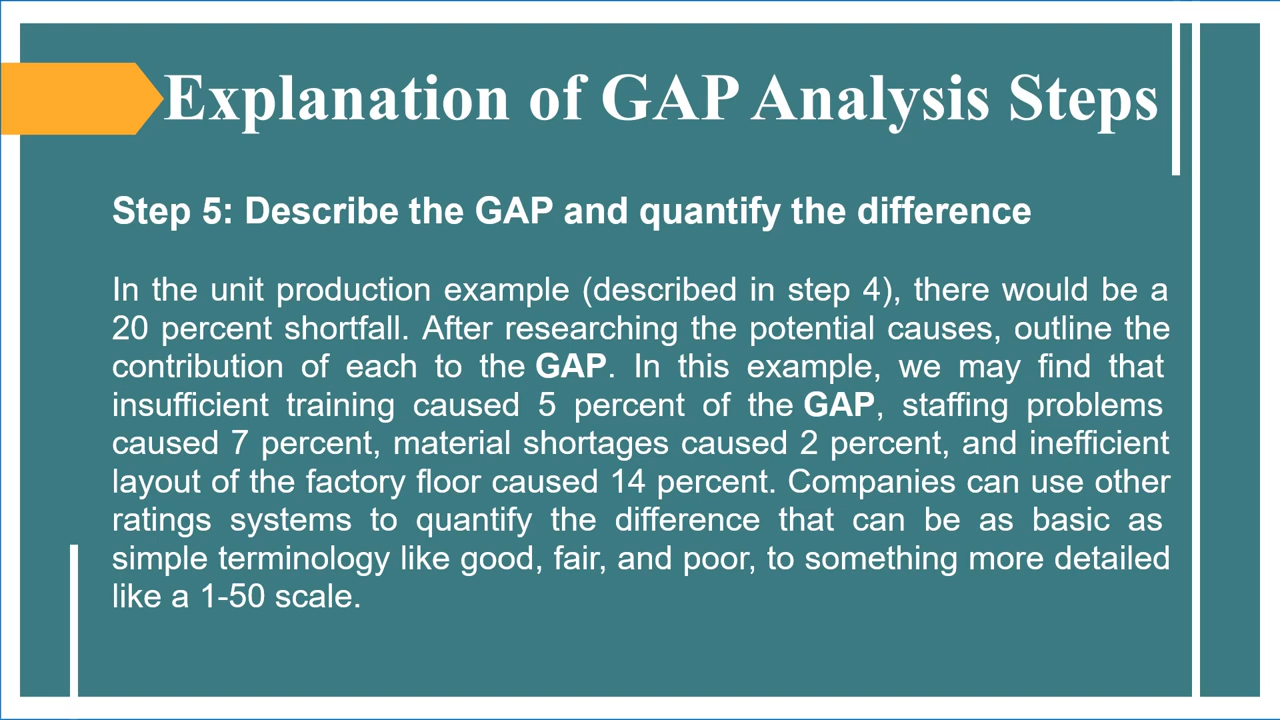 Explanation of GAP Analysis Steps
Step 5: Describe the GAP and quantify the difference
In the unit production example (described in step 4), there would be a
20 percent shortfall. After researching the potential causes, outline the
contribution of each to the GAP. In this example, we may find that
insufficient training caused 5 percent of the GAP, staffing problems
caused 7 percent, material shortages caused 2 percent, and inefficient
layout of the factory floor caused 14 percent. Companies can use other
ratings systems to quantify the difference that can be as basic as
simple terminology like good, fair, and poor, to something more detailed
like a 1-50 scale.